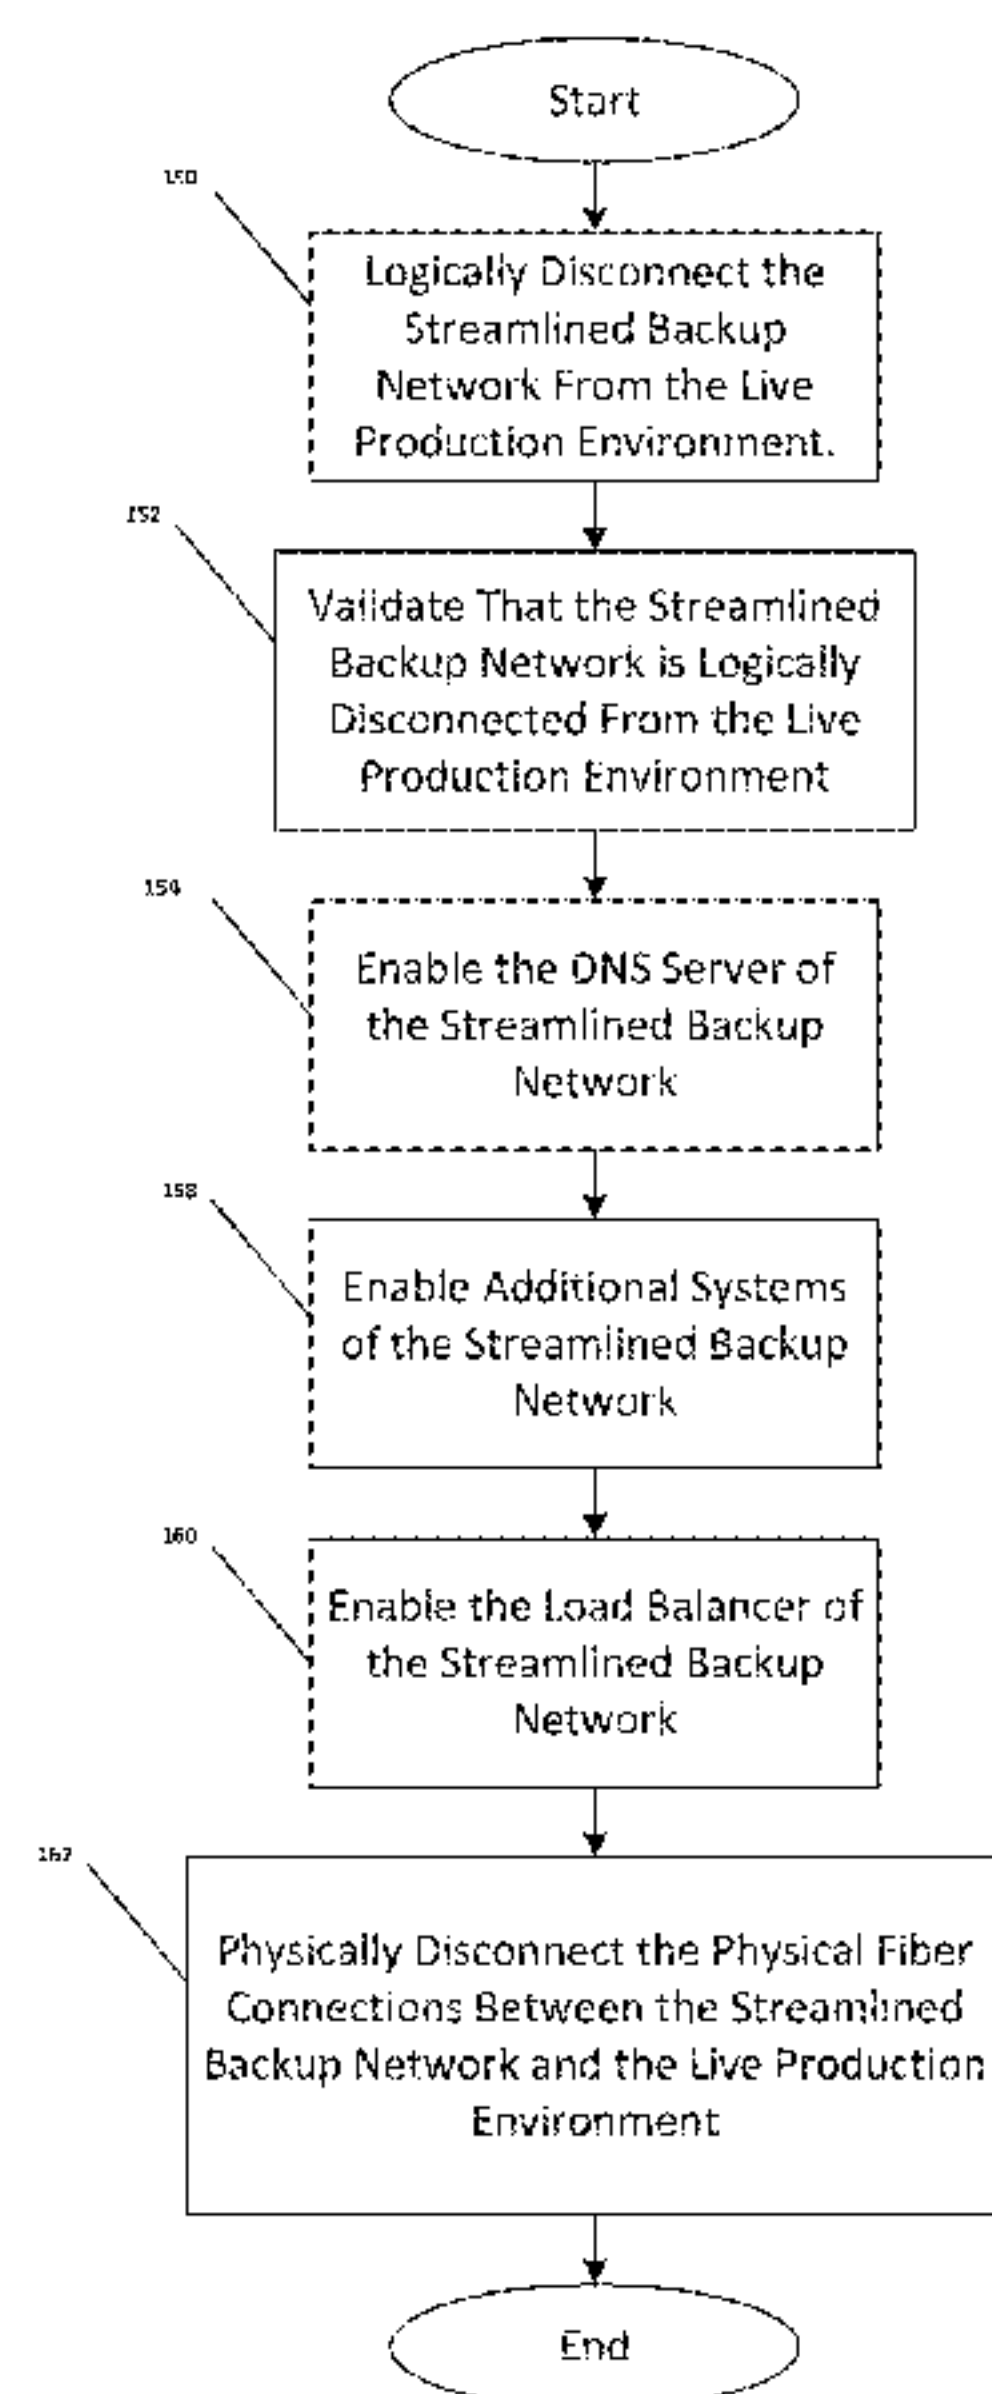 Start
150
Logically Disconnect the
Streamlined Backup
Network From the Live
Production Environment.
152
Validate That the Streamlined
Backup Network is Logically
Disconnected From the Live
Production Environment
154
Enable the DNS Server of
the Streamlined Backup
Network
158
Enable Additional Systems
of the Streamlined Backup
Network
160
Enable the Load Balancer of
the Streamlined Backup
Network
162
Physically Disconnect the Physical Fiber
Connections Between the Streamlined
Backup Network and the Live Production
Environment
End